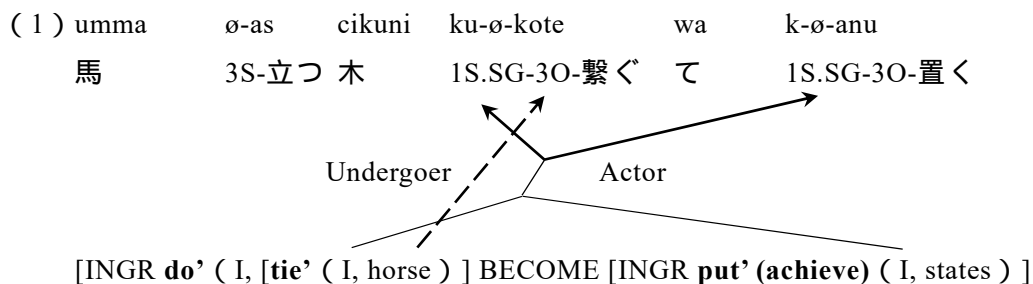 （1）umma ø-as cikuni ku-ø-kote wa k-ø-anu
馬 3S-立つ 木 1S.SG-3O-繋ぐ て 1S.SG-3O-置く
Undergoer Actor
[INGR do’（I, [tie’（I, horse）] BECOME [INGR put’ (achieve)（I, states）]